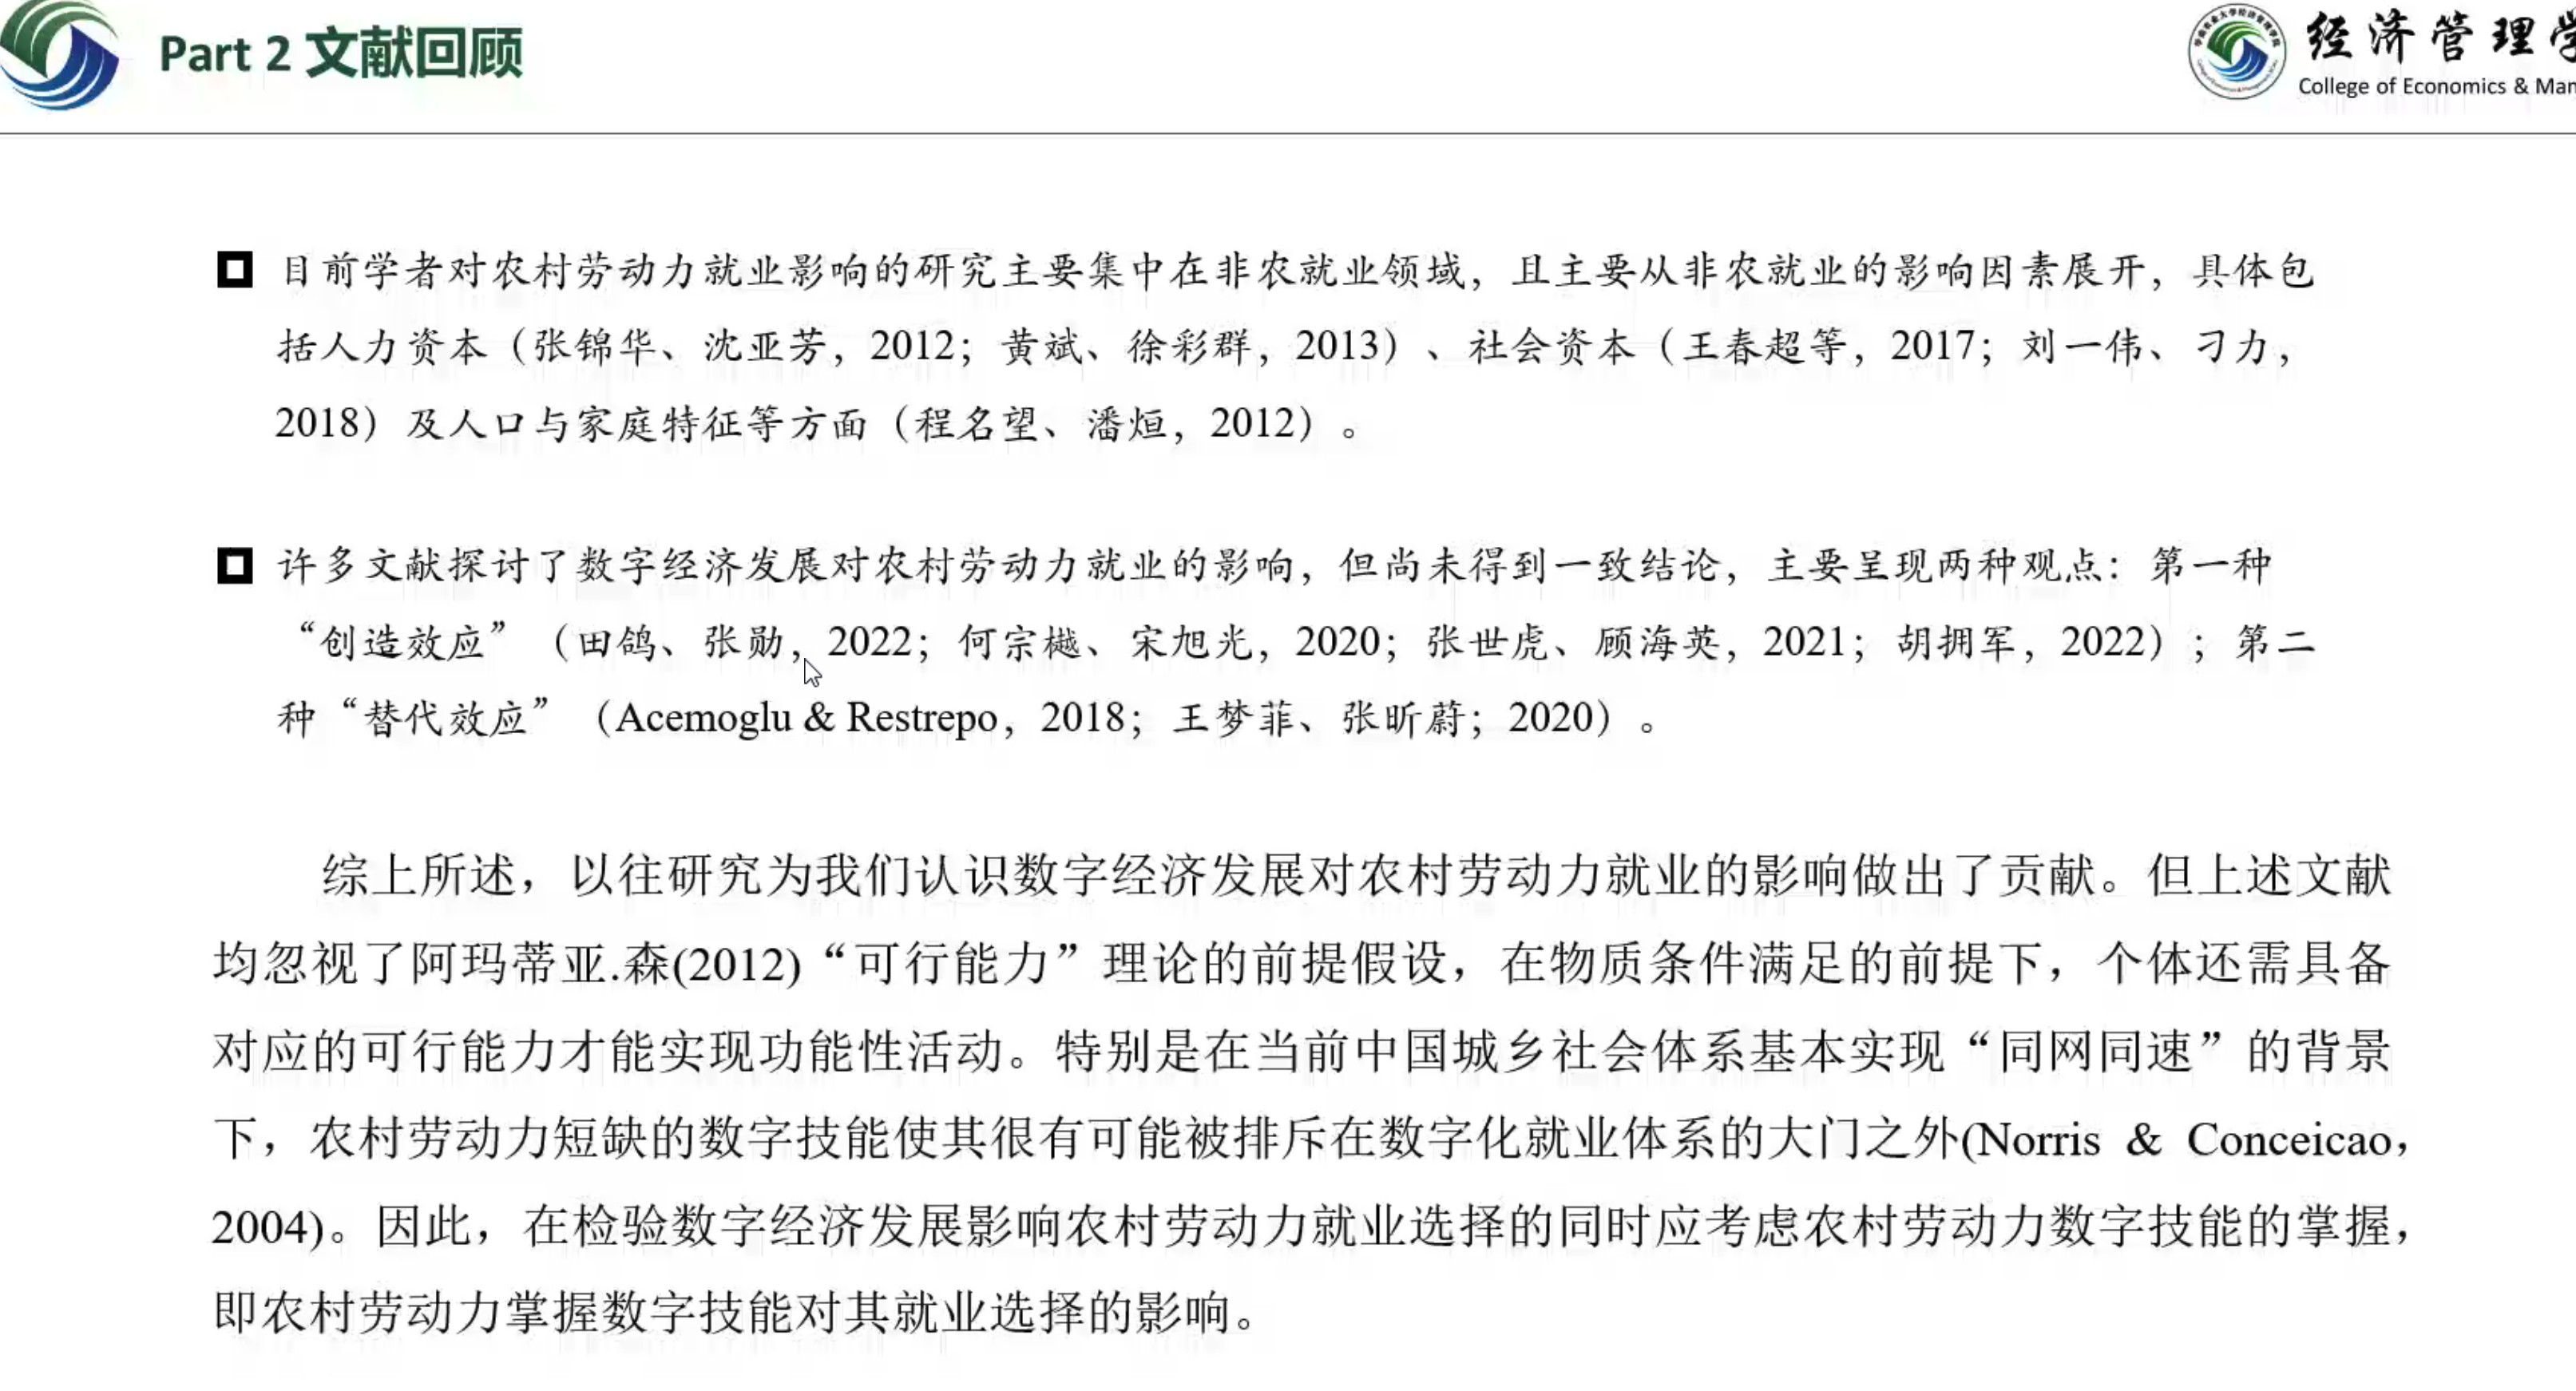 Part 2 文献回顾
经济管理学
College of Economics & Man
目前学者对农村劳动力就业影响的研究主要集中在非农就业领域，且主要从非农就业的影响因素展开，具体包
括人力资本（张锦华、沈亚芳，2012；黄斌、徐彩群，2013）、社会资本（王春超等，2017；刘一伟、刁力，
2018）及人口与家庭特征等方面（程名望、潘烜，2012）。
许多文献探讨了数字经济发展对农村劳动力就业的影响，但尚未得到一致结论，主要呈现两种观点：第一种
“创造效应”（田鸽、张勋，2022；何宗樾、宋旭光，2020；张世虎、顾海英，2021；胡拥军，2022）；第二
种“替代效应”（Acemoglu & Restrepo，2018；王梦菲、张昕蔚；2020）。
综上所述，以往研究为我们认识数字经济发展对农村劳动力就业的影响做出了贡献。但上述文献
均忽视了阿玛蒂亚.森(2012)“可行能力”理论的前提假设，在物质条件满足的前提下，个体还需具备
对应的可行能力才能实现功能性活动。特别是在当前中国城乡社会体系基本实现“同网同速”的背景
下，农村劳动力短缺的数字技能使其很有可能被排斥在数字化就业体系的大门之外(Norris & Conceicao，
2004)。因此，在检验数字经济发展影响农村劳动力就业选择的同时应考虑农村劳动力数字技能的掌握，
即农村劳动力掌握数字技能对其就业选择的影响。